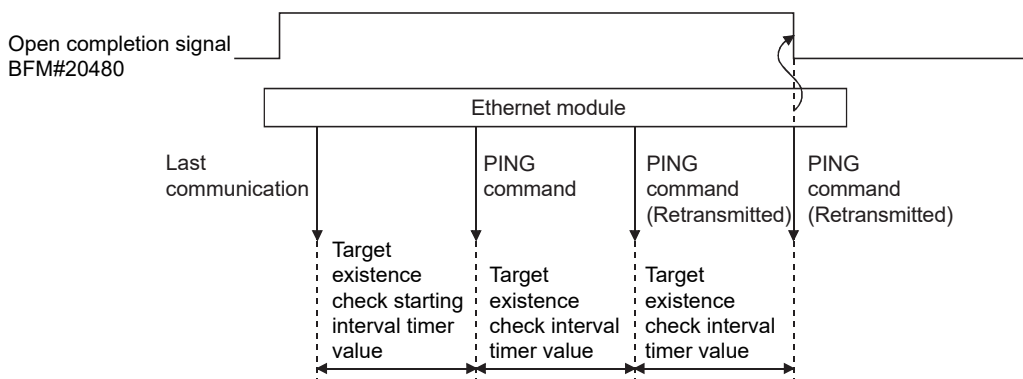 Open completion signal
BFM#20480
Ethernet module
Last
communication
PING
command
PING
command
(Retransmitted)
PING
command
(Retransmitted)
Target
existence
check starting
interval timer
value
Target
existence
check interval
timer value
Target
existence
check interval
timer value